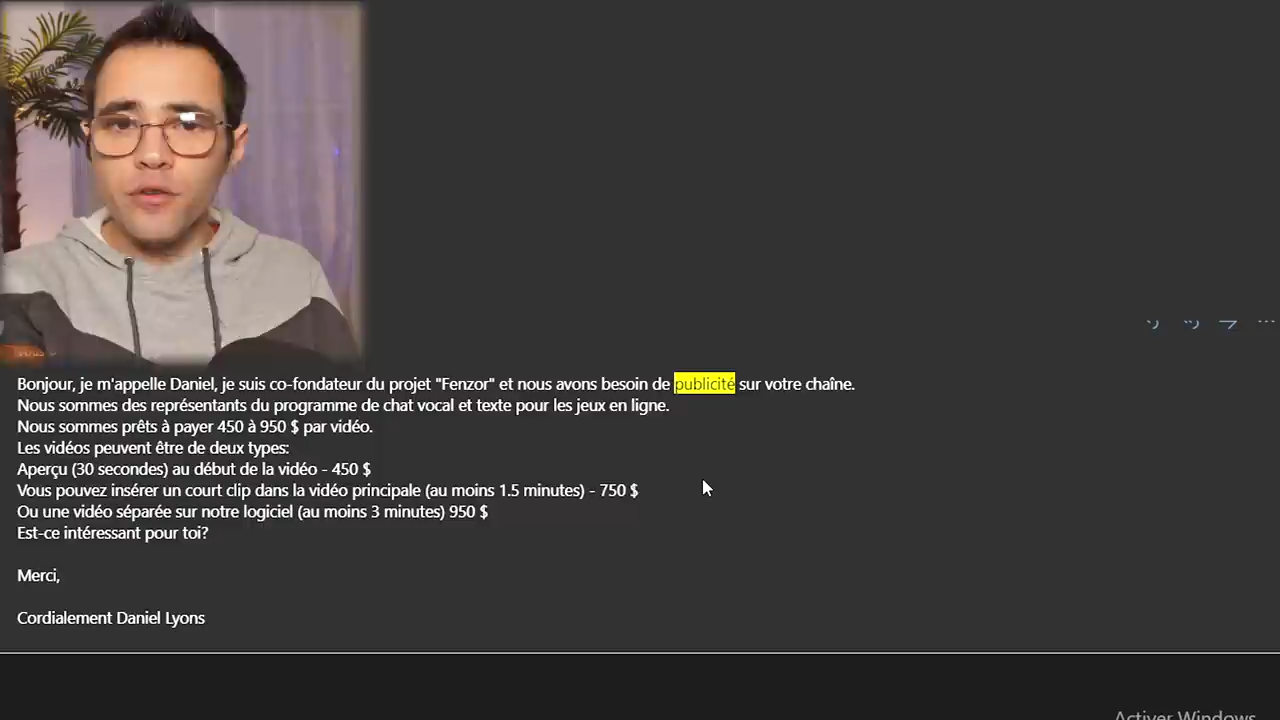 Bonjour, je m'appelle Daniel, je suis co-fondateur du projet "Fenzor" et nous avons besoin de publicité sur votre chaîne.
Nous sommes des représentants du programme de chat vocal et texte pour les jeux en ligne.
Nous sommes prêts à payer 450 à 950 $ par vidéo.
Les vidéos peuvent être de deux types:
Aperçu (30 secondes) au début de la vidéo - 450 $
Vous pouvez insérer un court clip dans la vidéo principale (au moins 1.5 minutes) - 750 $
Ou une vidéo séparée sur notre logiciel (au moins 3 minutes) 950 $
Est-ce intéressant pour toi?
Merci,
Cordialement Daniel Lyons
Activer Windows